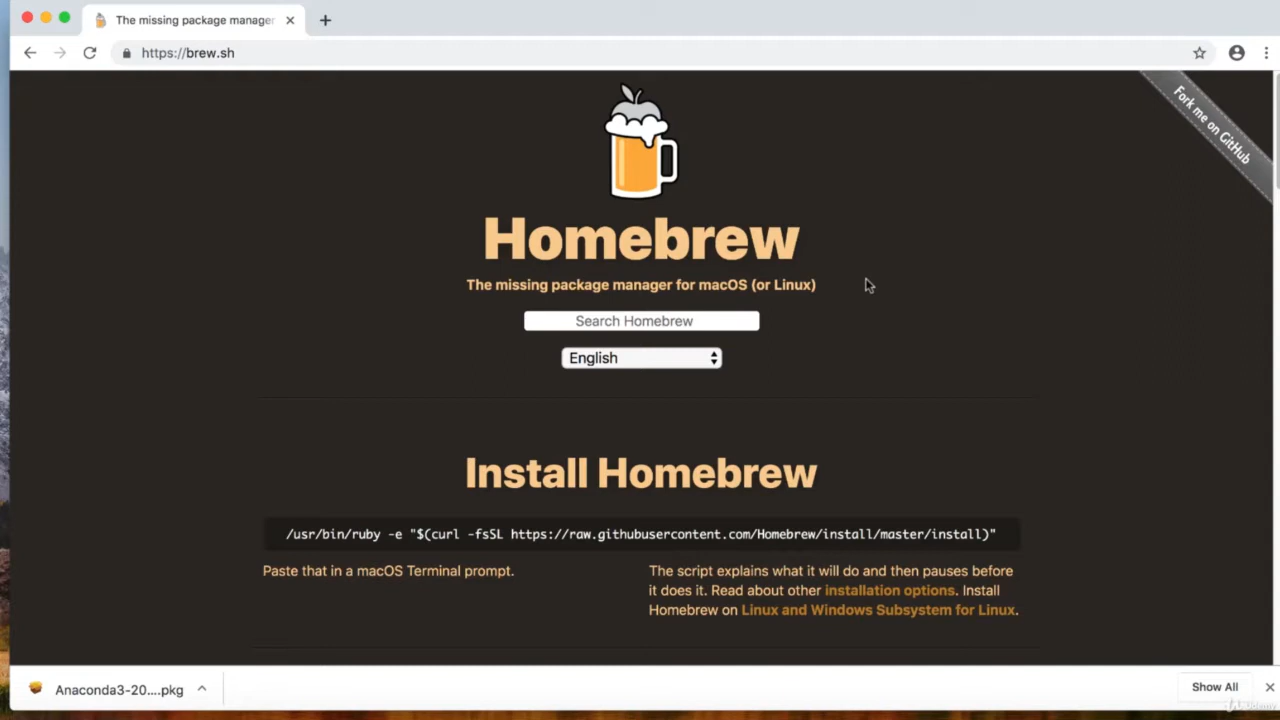 The missing package manager
https://brew.sh
Fork me on GitHub
Homebrew
The missing package manager for macOS (or Linux)
Search Homebrew
English
Install Homebrew
/usr/bin/ruby -e "$(curl -fsSL https://raw.githubusercontent.com/Homebrew/install/master/install)"
Paste that in a macOS Terminal prompt.
The script explains what it will do and then pauses before
it does it. Read about other installation options. Install
Homebrew on Linux and Windows Subsystem for Linux.
Anaconda3-20....pkg
Show All
Udemy